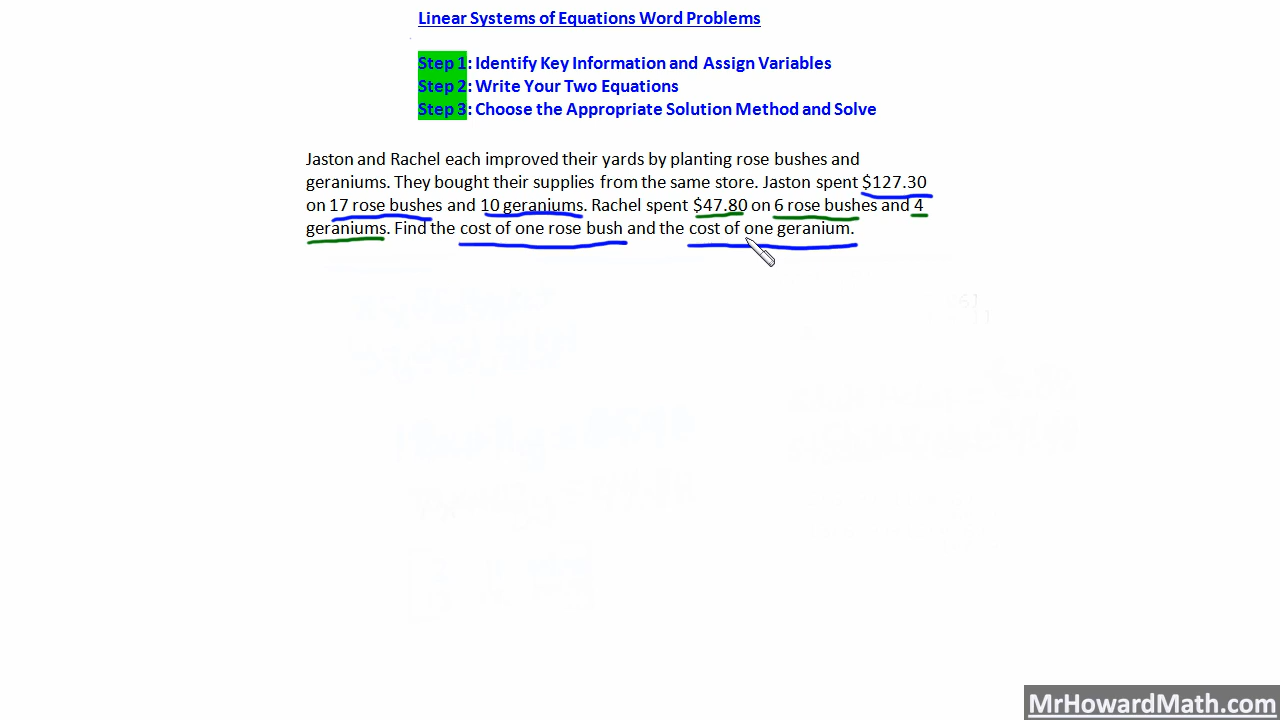 Linear Systems of Equations Word Problems
Step 1: Identify Key Information and Assign Variables
Step 2: Write Your Two Equations
Step 3: Choose the Appropriate Solution Method and Solve
Jaston and Rachel each improved their yards by planting rose bushes and
geraniums. They bought their supplies from the same store. Jaston spent $127.30
on 17 rose bushes and 10 geraniums. Rachel spent $47.80 on 6 rose bushes and 4
geraniums. Find the cost of one rose bush and the cost of one geranium.
MrHowardMath.com